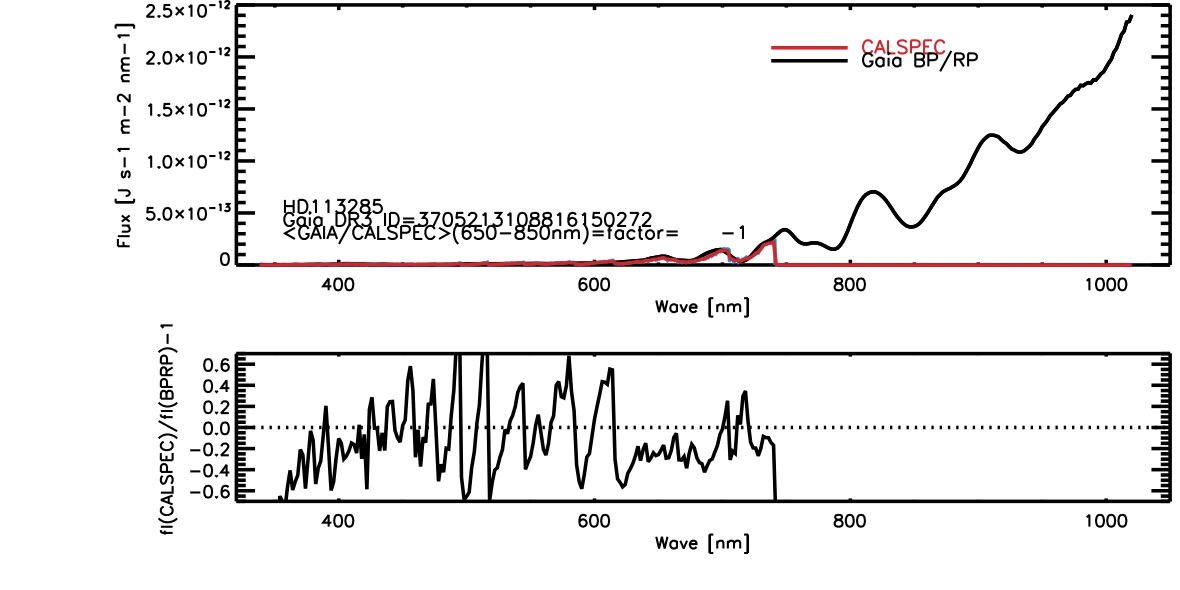 2.5×10⁻¹²
2.0×10⁻¹²
1.5×10⁻¹²
1.0×10⁻¹²
5.0×10⁻¹³
0
Flux [J s−1 m−2 nm−1]
CALSPEC
Gaia BP/RP
HD113285
Gaia DR3 ID=3705213108816150272
<GAIA/CALSPEC>(650−850nm)=factor= −1
400 600 800 1000
Wave [nm]
fl(CALSPEC)/fl(BPRP)−1
0.6
0.4
0.2
0.0
−0.2
−0.4
−0.6
400 600 800 1000
Wave [nm]